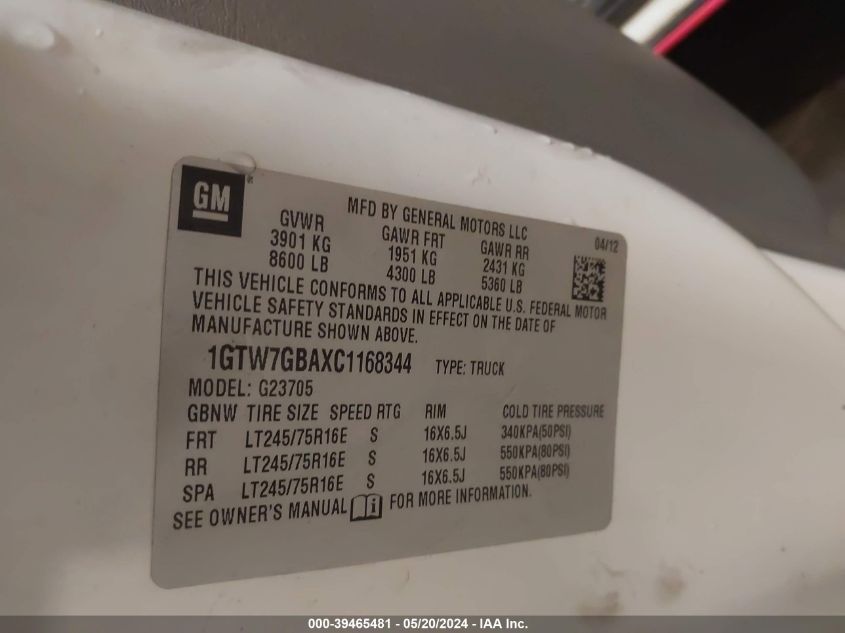 GM
MFD BY GENERAL MOTORS LLC
04/12
GVWR GAWR FRT GAWR RR
3901 KG 1951 KG 2431 KG
8600 LB 4300 LB 5360 LB
THIS VEHICLE CONFORMS TO ALL APPLICABLE U.S. FEDERAL MOTOR
VEHICLE SAFETY STANDARDS IN EFFECT ON THE DATE OF
MANUFACTURE SHOWN ABOVE.
1GTW7GBAXC1168344 TYPE: TRUCK
MODEL: G23705
GBNW TIRE SIZE SPEED RTG RIM COLD TIRE PRESSURE
FRT LT245/75R16E S 16X6.5J 340KPA(50PSI)
RR LT245/75R16E S 16X6.5J 550KPA(80PSI)
SPA LT245/75R16E S 16X6.5J 550KPA(80PSI)
SEE OWNER'S MANUAL FOR MORE INFORMATION.
000-39465481 - 05/20/2024 - IAA Inc.